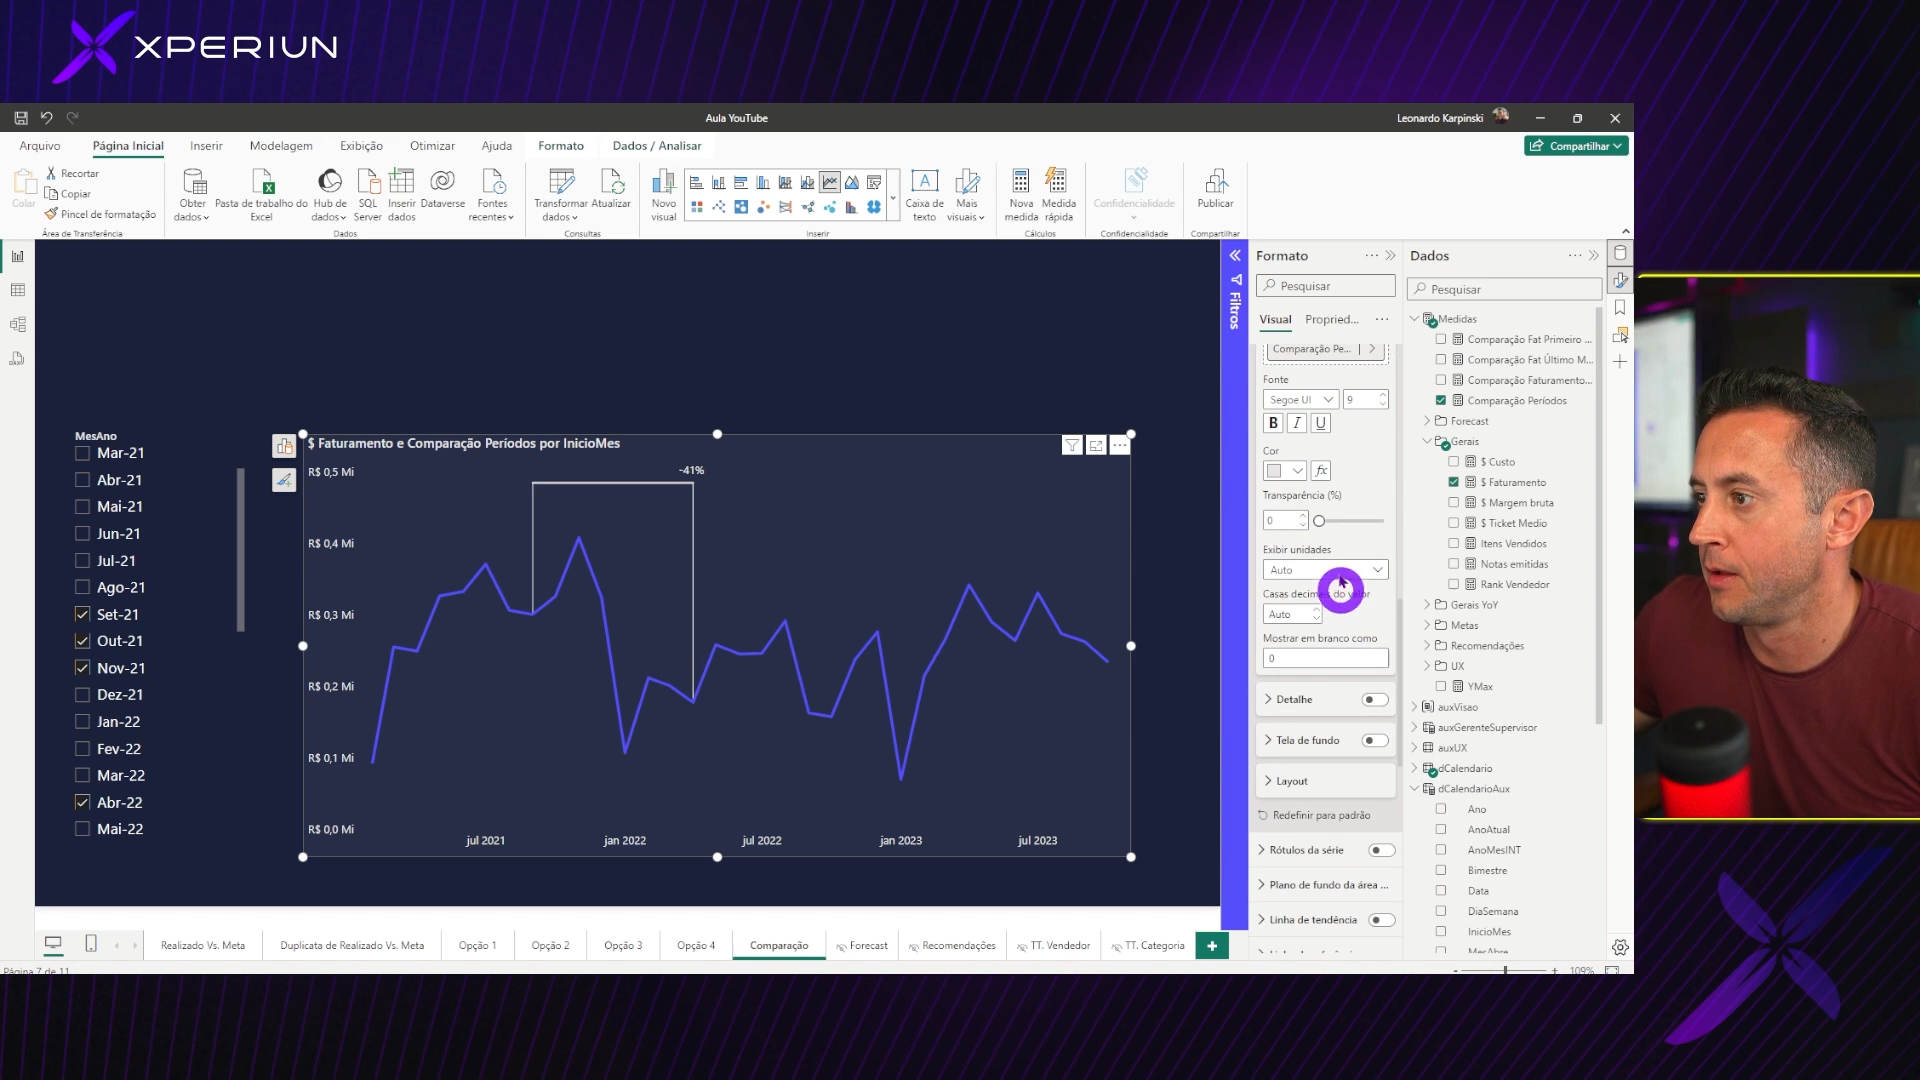 XPERIUN
Aula YouTube
Leonardo Karpinski
Arquivo Página Inicial Inserir Modelagem Exibição Otimizar Ajuda Formato Dados / Analisar
Compartilhar
Colar
Recortar
Copiar
Pincel de formatação
Obter dados
Pasta de trabalho do Excel
Hub de dados
SQL Server
Inserir dados
Dataverse
Fontes recentes
Transformar dados
Atualizar
Novo visual
Caixa de texto
Mais visuais
Nova medida
Medida rápida
Confidencialidade
Publicar
Área de Transferência
Dados
Consultas
Inserir
Cálculos
Confidencialidade
Compartilhar
MesAno
Mar-21
Abr-21
Mai-21
Jun-21
Jul-21
Ago-21
Set-21
Out-21
Nov-21
Dez-21
Jan-22
Fev-22
Mar-22
Abr-22
Mai-22
$ Faturamento e Comparação Períodos por InicioMes
-41%
R$ 0,5 Mi
R$ 0,4 Mi
R$ 0,3 Mi
R$ 0,2 Mi
R$ 0,1 Mi
R$ 0,0 Mi
jul 2021 jan 2022 jul 2022 jan 2023 jul 2023
Filtros
Formato
Pesquisar
Visual Propried...
Comparação Pe...
Fonte
Segoe UI 9
B I U
Cor
fx
Transparência (%)
0
Exibir unidades
Auto
Casas decimais do valor
Auto
Mostrar em branco como
0
Detalhe
Tela de fundo
Layout
Redefinir para padrão
Rótulos da série
Plano de fundo da área ...
Linha de tendência
Dados
Pesquisar
Medidas
Comparação Fat Primeiro ...
Comparação Fat Último M...
Comparação Faturamento...
Comparação Períodos
Forecast
Gerais
$ Custo
$ Faturamento
$ Margem bruta
$ Ticket Medio
Itens Vendidos
Notas emitidas
Rank Vendedor
Gerais YoY
Metas
Recomendações
UX
YMax
auxVisao
auxGerenteSupervisor
auxUX
dCalendario
dCalendarioAux
Ano
AnoAtual
AnoMesINT
Bimestre
Data
DiaSemana
InicioMes
MesAbre
Realizado Vs. Meta Duplicata de Realizado Vs. Meta Opção 1 Opção 2 Opção 3 Opção 4 Comparação Forecast Recomendações TT. Vendedor TT. Categoria
Página 7 de 11
109%